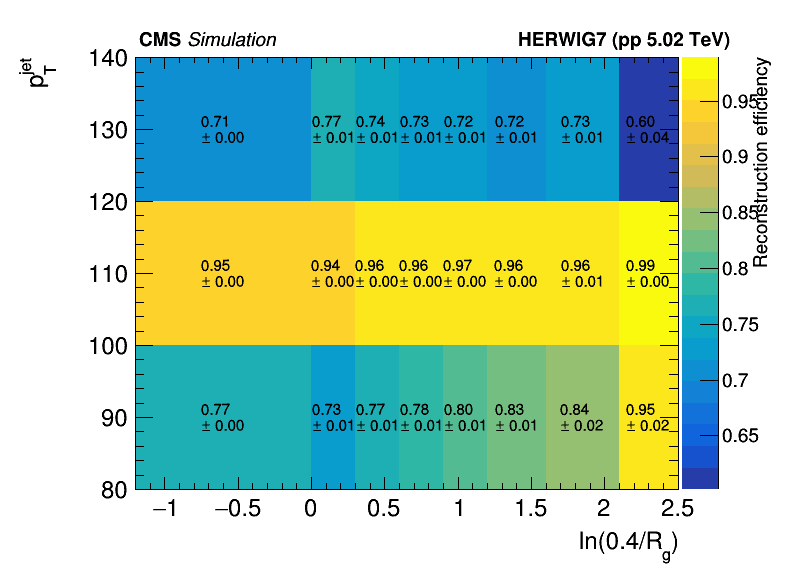 CMS Simulation HERWIG7 (pp 5.02 TeV)
p_T^jet
140
130
120
110
100
90
80
0.71 0.77 0.74 0.73 0.72 0.72 0.73 0.60
± 0.00 ± 0.01 ± 0.01 ± 0.01 ± 0.01 ± 0.01 ± 0.01 ± 0.04
0.95 0.94 0.96 0.96 0.97 0.96 0.96 0.99
± 0.00 ± 0.00 ± 0.00 ± 0.00 ± 0.00 ± 0.00 ± 0.01 ± 0.00
0.77 0.73 0.77 0.78 0.80 0.83 0.84 0.95
± 0.00 ± 0.01 ± 0.01 ± 0.01 ± 0.01 ± 0.01 ± 0.02 ± 0.02
−1 −0.5 0 0.5 1 1.5 2 2.5
ln(0.4/R_g)
0.95
0.9
0.85
0.8
0.75
0.7
0.65
Reconstruction efficiency